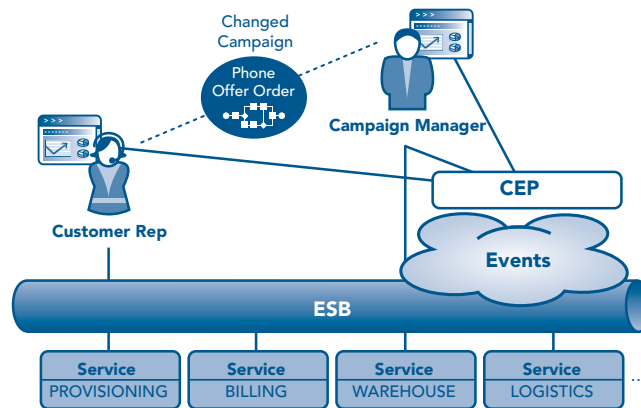 Changed
Campaign
> > >
Phone
Offer Order
> > >
Campaign Manager
CEP
Customer Rep
Events
ESB
Service
PROVISIONING
Service
BILLING
Service
WAREHOUSE
Service
LOGISTICS
...